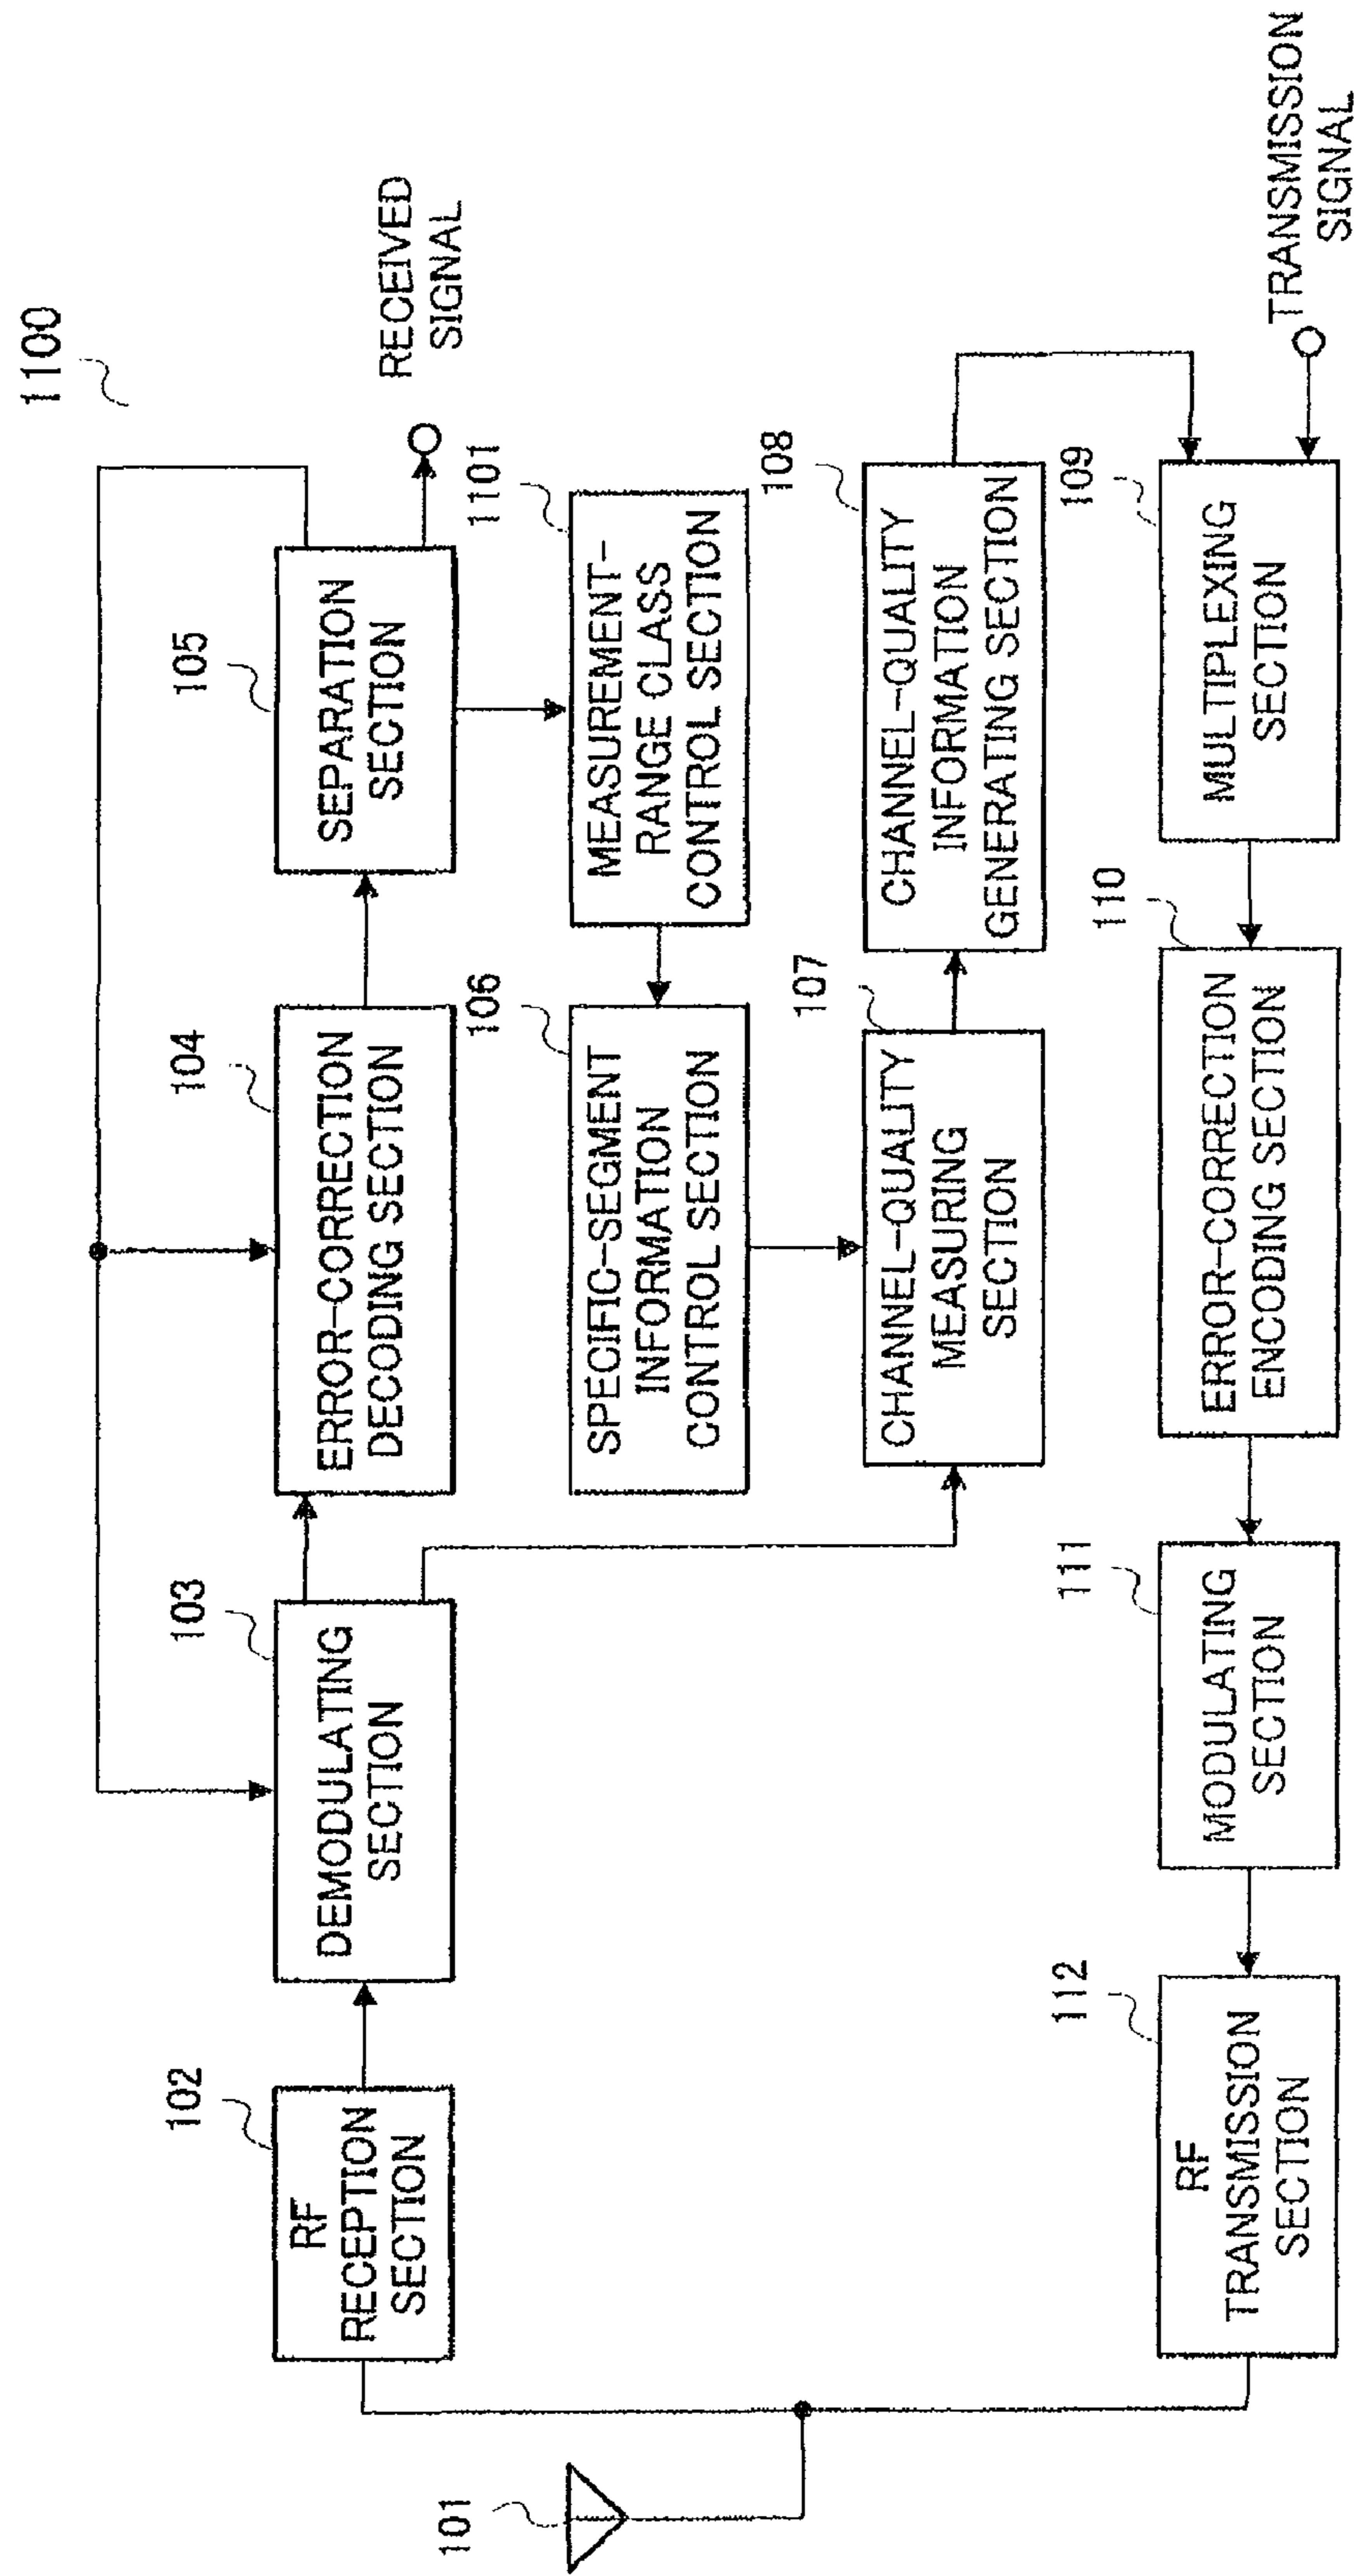 1100
101
102
RF
RECEPTION
SECTION
103
DEMODULATING
SECTION
104
ERROR-CORRECTION
DECODING SECTION
105
SEPARATION
SECTION
RECEIVED
SIGNAL
106
SPECIFIC-SEGMENT
INFORMATION
CONTROL SECTION
1101
MEASUREMENT-
RANGE CLASS
CONTROL SECTION
107
CHANNEL-QUALITY
MEASURING
SECTION
108
CHANNEL-QUALITY
INFORMATION
GENERATING SECTION
112
RF
TRANSMISSION
SECTION
111
MODULATING
SECTION
110
ERROR-CORRECTION
ENCODING SECTION
109
MULTIPLEXING
SECTION
TRANSMISSION
SIGNAL